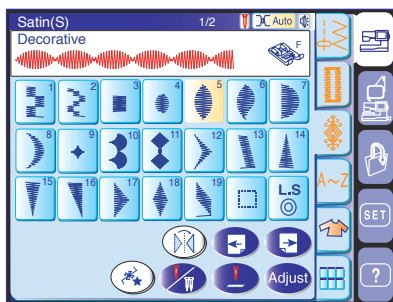 Satin(S) 1/2 Auto
Decorative
F
1 2 3 4 5 6 7
8 9 10 11 12 13 14
15 16 17 18 19 L.S
A~Z
SET
Adjust
?